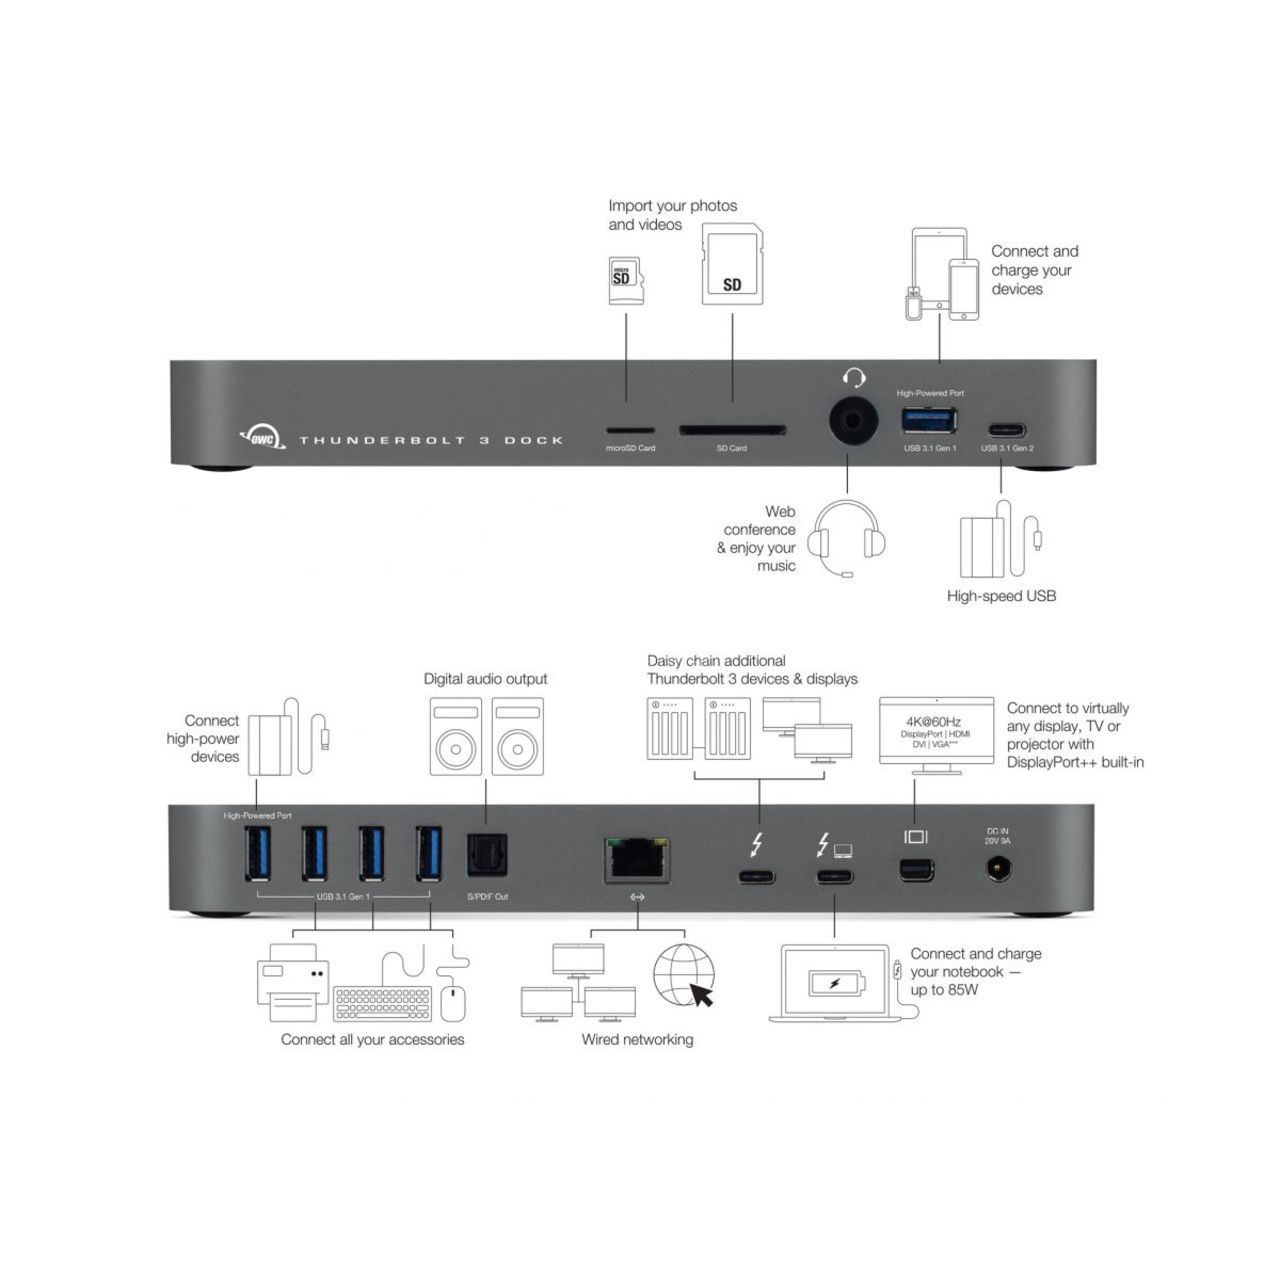 Import your photos
and videos
micro
SD
SD
Connect and
charge your
devices
High-Powered Port
OWC
THUNDERBOLT 3 DOCK
microSD Card
SD Card
USB 3.1 Gen 1
USB 3.1 Gen 2
Web
conference
& enjoy your
music
High-speed USB
Daisy chain additional
Thunderbolt 3 devices & displays
Digital audio output
Connect
high-power
devices
4K@60Hz
DisplayPort | HDMI
DVI | VGA***
Connect to virtually
any display, TV or
projector with
DisplayPort++ built-in
High-Powered Port
DC IN
20V 9A
USB 3.1 Gen 1
S/PDIF Out
Connect and charge
your notebook —
up to 85W
Connect all your accessories
Wired networking